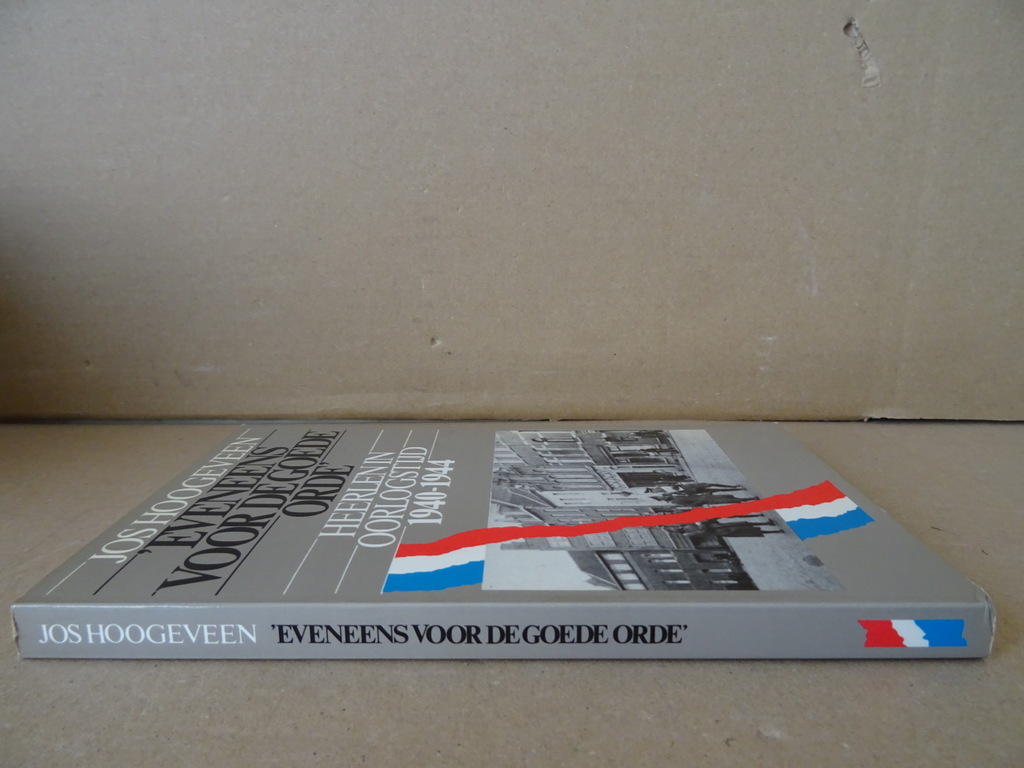 JOS HOOGEVEEN
'EVENEENS
VOOR DE GOEDE
ORDE'
HEERLEN IN
OORLOGSTIJD
1940-1944
JOS HOOGEVEEN 'EVENEENS VOOR DE GOEDE ORDE'